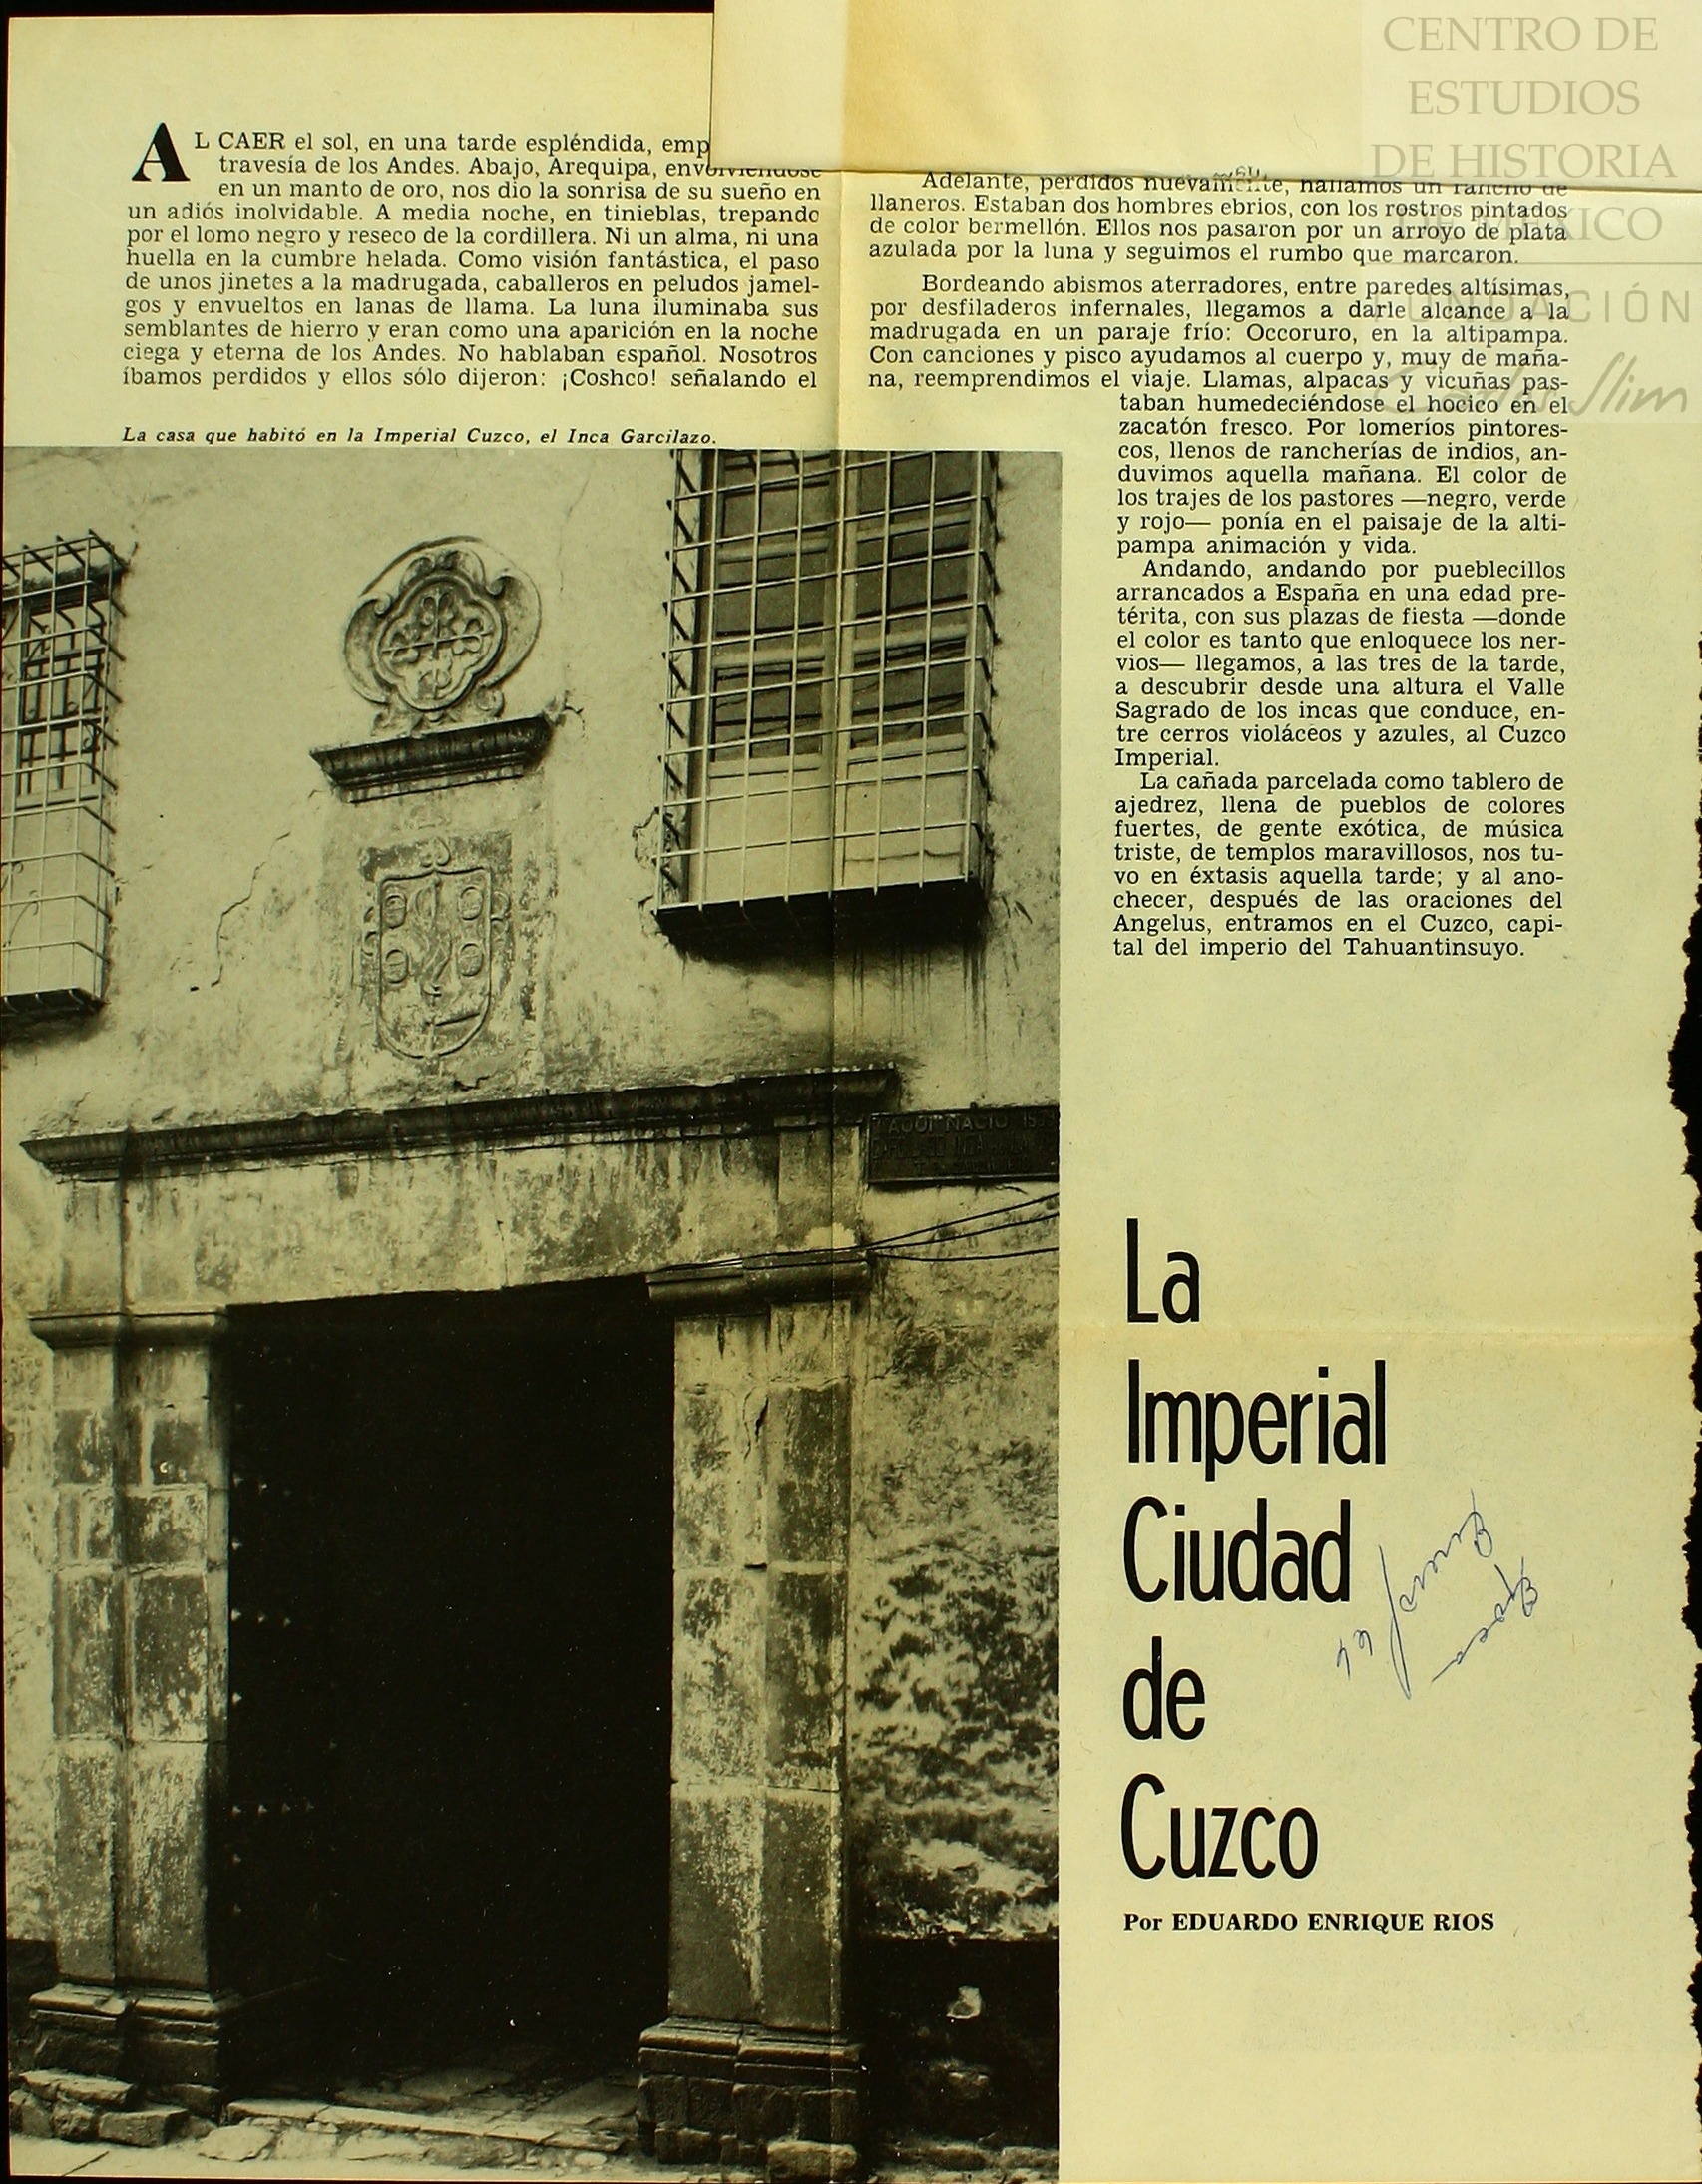 AL CAER el sol, en una tarde espléndida, emp
travesía de los Andes. Abajo, Arequipa, envolviéndose
en un manto de oro, nos dio la sonrisa de su sueño en
un adiós inolvidable. A media noche, en tinieblas, trepando
por el lomo negro y reseco de la cordillera. Ni un alma, ni una
huella en la cumbre helada. Como visión fantástica, el paso
de unos jinetes a la madrugada, caballeros en peludos jamel-
gos y envueltos en lanas de llama. La luna iluminaba sus
semblantes de hierro y eran como una aparición en la noche
ciega y eterna de los Andes. No hablaban español. Nosotros
íbamos perdidos y ellos sólo dijeron: ¡Coshco! señalando el
Adelante, perdidos nuevamente, hallamos un rancho de
llaneros. Estaban dos hombres ebrios, con los rostros pintados
de color bermellón. Ellos nos pasaron por un arroyo de plata
azulada por la luna y seguimos el rumbo que marcaron.
Bordeando abismos aterradores, entre paredes altísimas,
por desfiladeros infernales, llegamos a darle alcance a la
madrugada en un paraje frío: Occoruro, en la altipampa.
Con canciones y pisco ayudamos al cuerpo y, muy de maña-
na, reemprendimos el viaje. Llamas, alpacas y vicuñas pas-
taban humedeciéndose el hocico en el
zacatón fresco. Por lomeríos pintores-
cos, llenos de rancherías de indios, an-
duvimos aquella mañana. El color de
los trajes de los pastores —negro, verde
y rojo— ponía en el paisaje de la alti-
pampa animación y vida.
Andando, andando por pueblecillos
arrancados a España en una edad pre-
térita, con sus plazas de fiesta —donde
el color es tanto que enloquece los ner-
vios— llegamos, a las tres de la tarde,
a descubrir desde una altura el Valle
Sagrado de los incas que conduce, en-
tre cerros violáceos y azules, al Cuzco
Imperial.
La cañada parcelada como tablero de
ajedrez, llena de pueblos de colores
fuertes, de gente exótica, de música
triste, de templos maravillosos, nos tu-
vo en éxtasis aquella tarde; y al ano-
checer, después de las oraciones del
Angelus, entramos en el Cuzco, capi-
tal del imperio del Tahuantinsuyo.
La casa que habitó en la Imperial Cuzco, el Inca Garcilazo.
AQUI NACIO
La
Imperial
Ciudad
de
Cuzco
Por EDUARDO ENRIQUE RIOS
CENTRO DE
ESTUDIOS
DE HISTORIA
DE MÉXICO
FUNDACIÓN
Carlos Slim